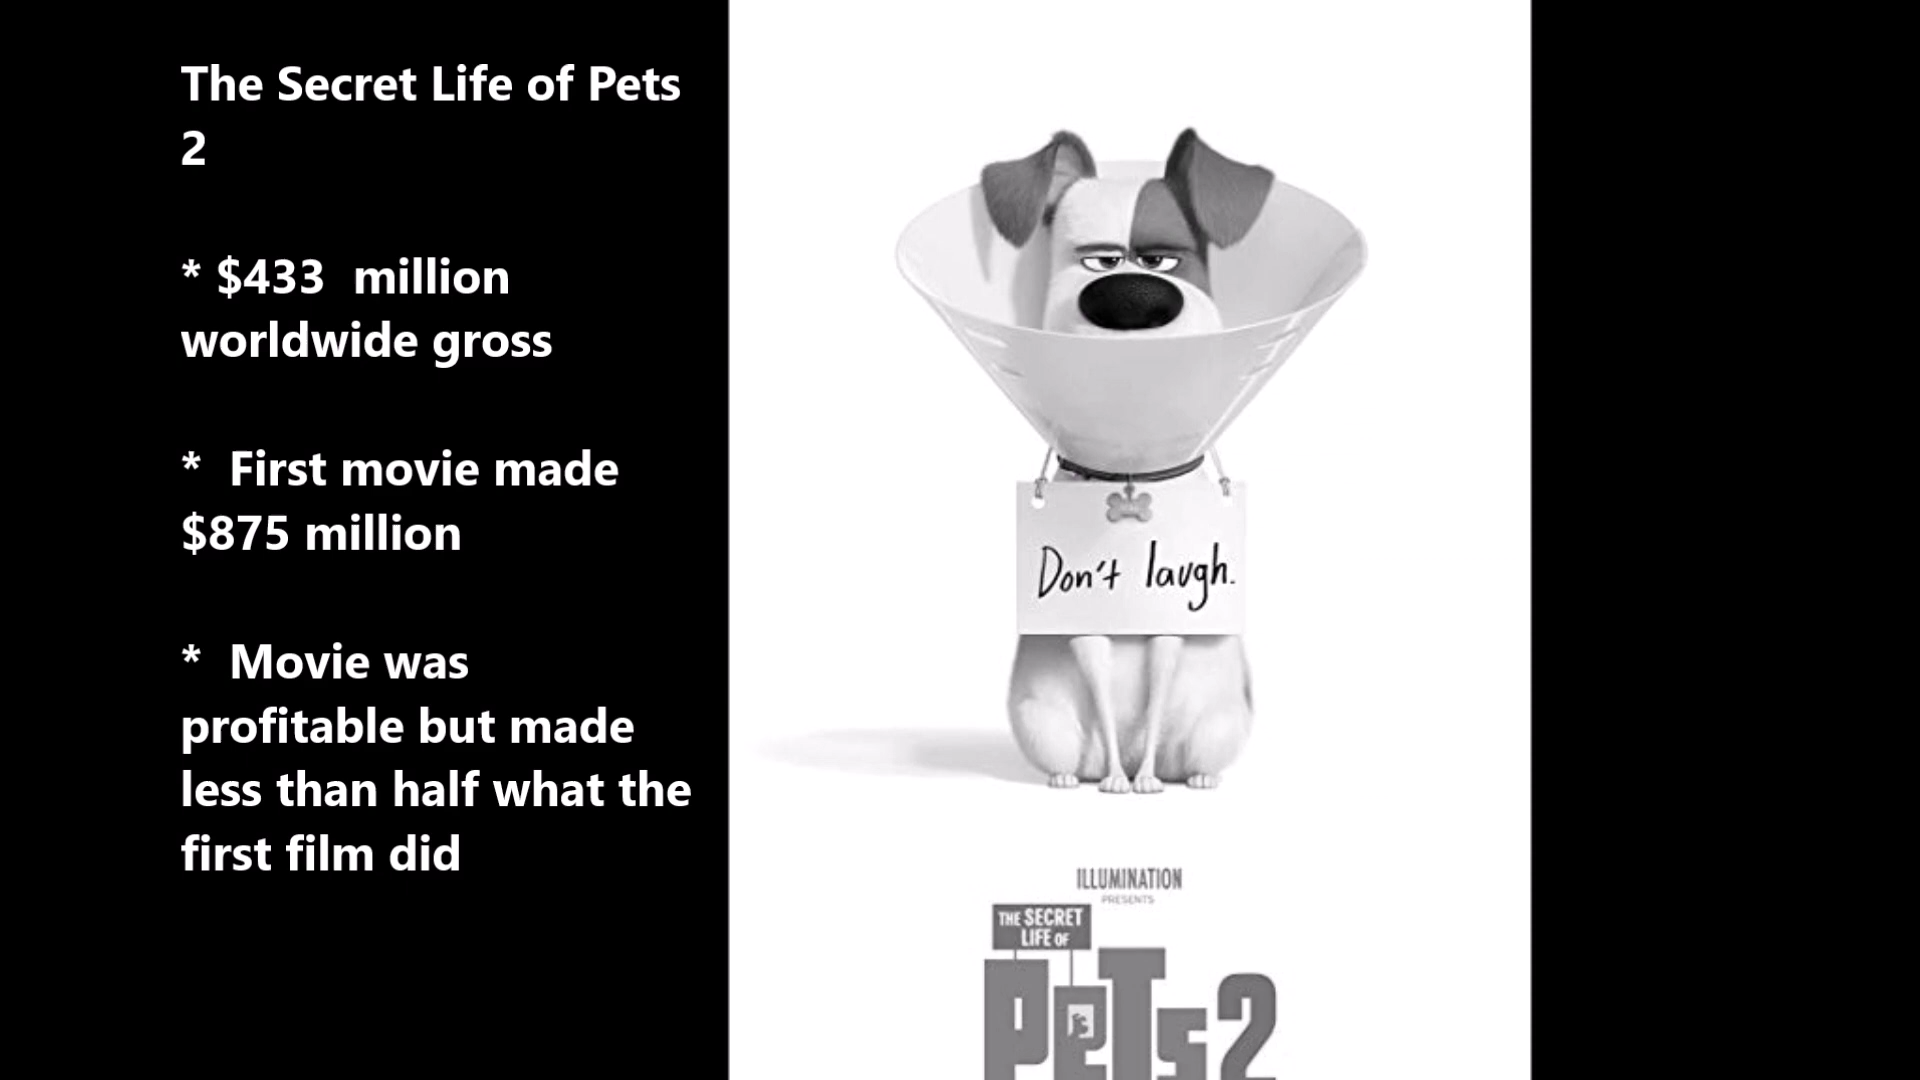 The Secret Life of Pets
2
* $433  million
worldwide gross
*  First movie made
$875 million
*  Movie was
profitable but made
less than half what the
first film did
Don't laugh.
ILLUMINATION
PRESENTS
THE SECRET
LIFE OF
PETS 2